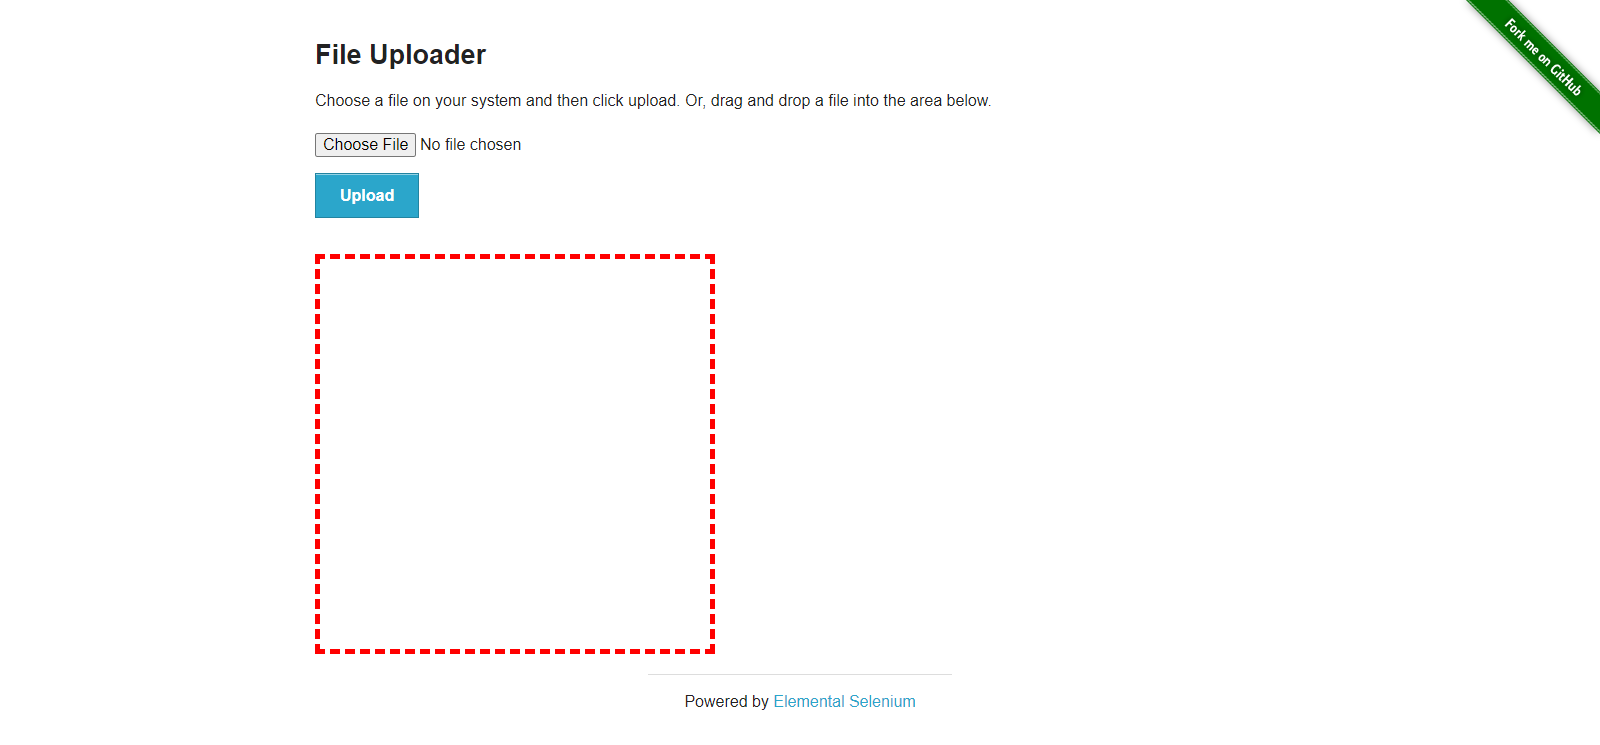 Fork me on GitHub
File Uploader
Choose a file on your system and then click upload. Or, drag and drop a file into the area below.
Choose File No file chosen
Upload
Powered by Elemental Selenium